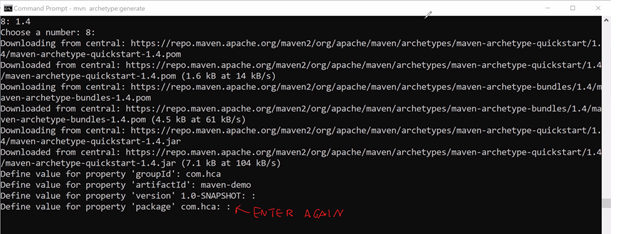 Command Prompt - mvn archetype:generate
8: 1.4
Choose a number: 8:
Downloading from central: https://repo.maven.apache.org/maven2/org/apache/maven/archetypes/maven-archetype-quickstart/1.
4/maven-archetype-quickstart-1.4.pom
Downloaded from central: https://repo.maven.apache.org/maven2/org/apache/maven/archetypes/maven-archetype-quickstart/1.4
/maven-archetype-quickstart-1.4.pom (1.6 kB at 14 kB/s)
Downloading from central: https://repo.maven.apache.org/maven2/org/apache/maven/archetypes/maven-archetype-bundles/1.4/m
aven-archetype-bundles-1.4.pom
Downloaded from central: https://repo.maven.apache.org/maven2/org/apache/maven/archetypes/maven-archetype-bundles/1.4/ma
ven-archetype-bundles-1.4.pom (4.5 kB at 61 kB/s)
Downloading from central: https://repo.maven.apache.org/maven2/org/apache/maven/archetypes/maven-archetype-quickstart/1.
4/maven-archetype-quickstart-1.4.jar
Downloaded from central: https://repo.maven.apache.org/maven2/org/apache/maven/archetypes/maven-archetype-quickstart/1.4
/maven-archetype-quickstart-1.4.jar (7.1 kB at 104 kB/s)
Define value for property 'groupId': com.hca
Define value for property 'artifactId': maven-demo
Define value for property 'version' 1.0-SNAPSHOT: :
Define value for property 'package' com.hca: :
ENTER AGAIN